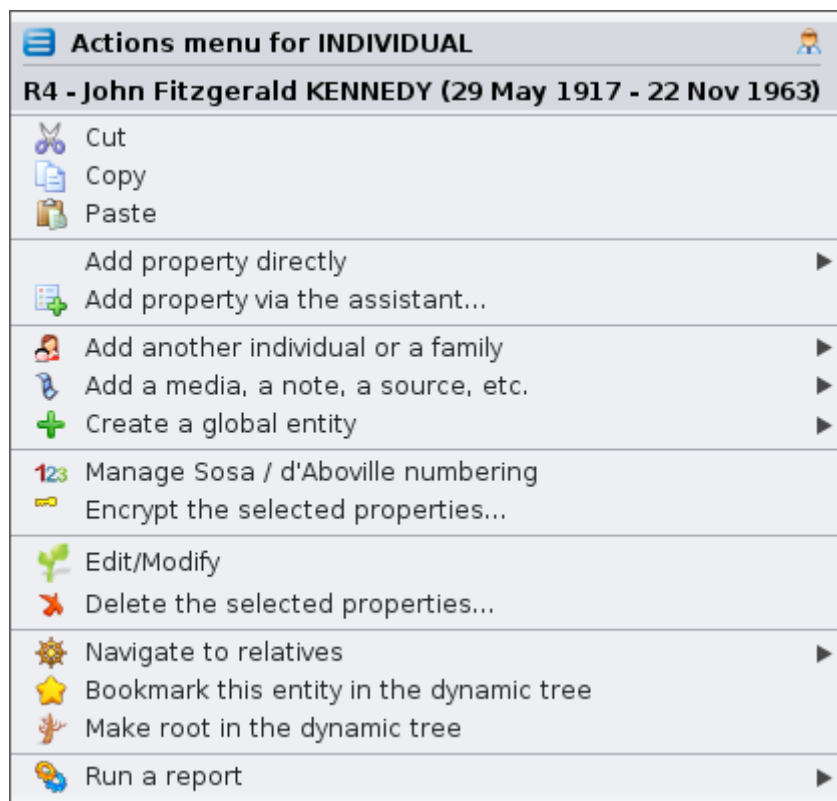 Actions menu for INDIVIDUAL
R4 - John Fitzgerald KENNEDY (29 May 1917 - 22 Nov 1963)
Cut
Copy
Paste
Add property directly
Add property via the assistant...
Add another individual or a family
Add a media, a note, a source, etc.
Create a global entity
123 Manage Sosa / d'Aboville numbering
Encrypt the selected properties...
Edit/Modify
Delete the selected properties...
Navigate to relatives
Bookmark this entity in the dynamic tree
Make root in the dynamic tree
Run a report